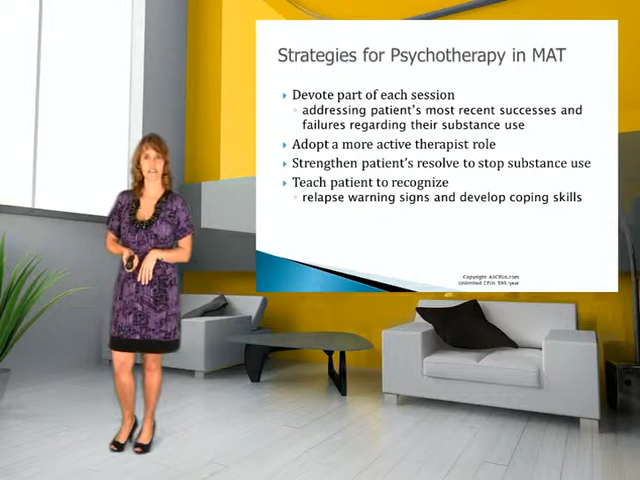 Strategies for Psychotherapy in MAT
Devote part of each session
addressing patient's most recent successes and
failures regarding their substance use
Adopt a more active therapist role
Strengthen patient's resolve to stop substance use
Teach patient to recognize
relapse warning signs and develop coping skills
Copyright AllCEUs.com
Unlimited CEUs $99/year